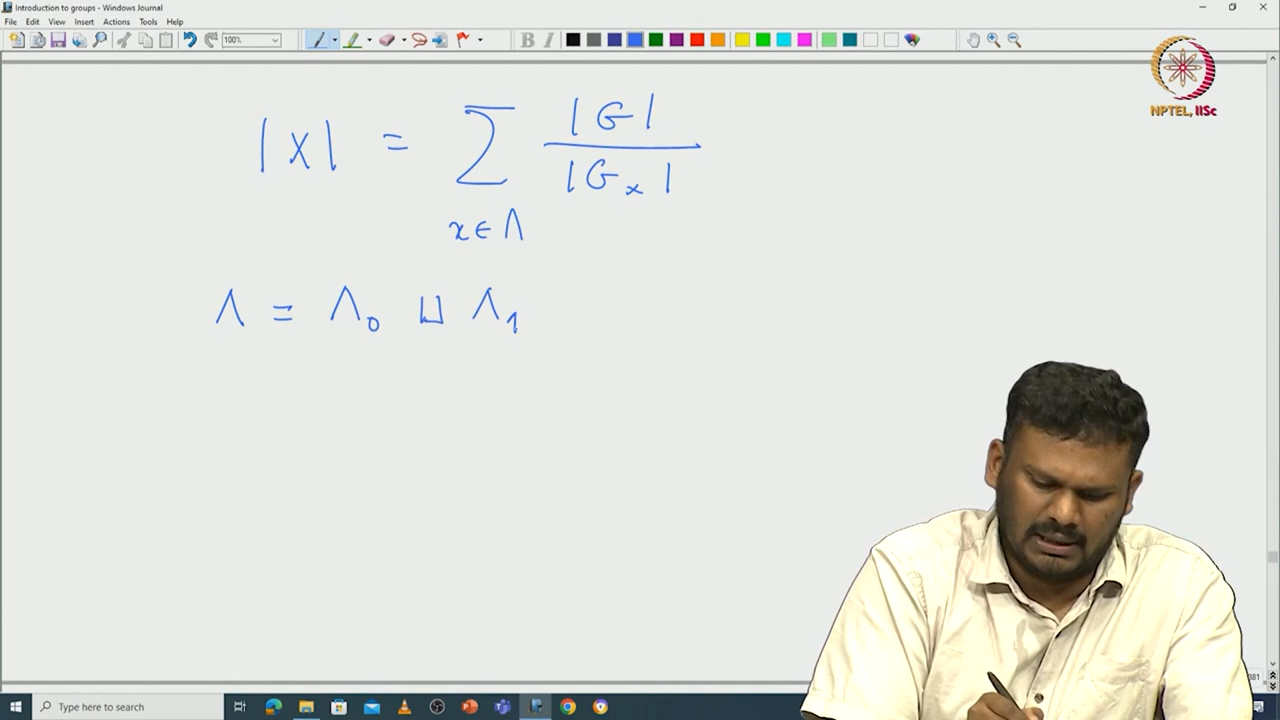 Introduction to groups - Windows Journal
File Edit View Insert Actions Tools Help
100%
B I
NPTEL, IISc
|X| = ∑ |G| / |Gₓ|
x ∈ Λ
Λ = Λ₀ ⊔ Λ₁
Type here to search